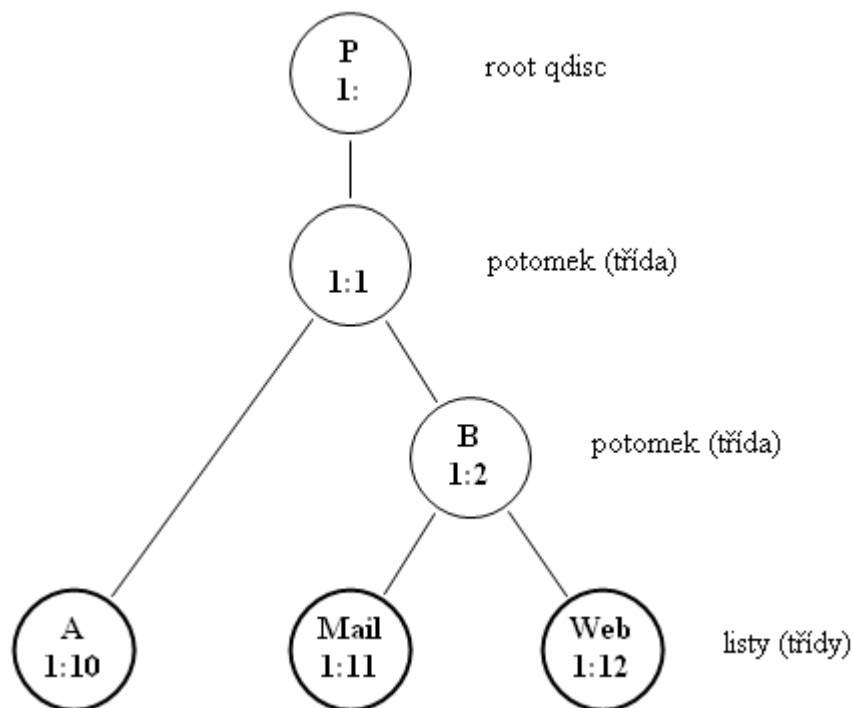 P
1:
root qdisc
1:1
potomek (třída)
B
1:2
potomek (třída)
A
1:10
Mail
1:11
Web
1:12
listy (třídy)